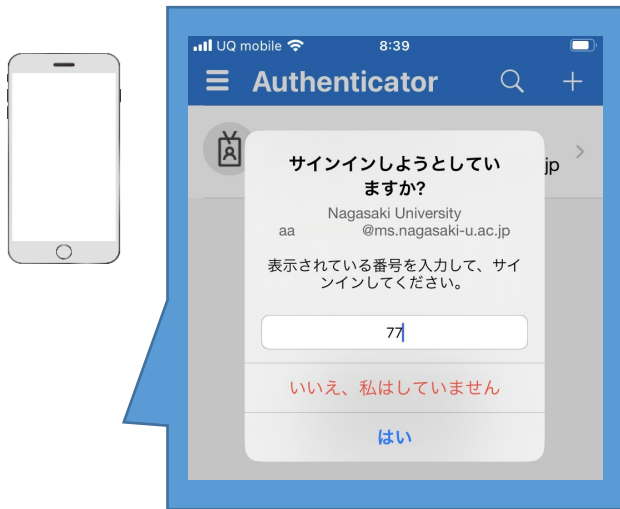 UQ mobile 8:39
Authenticator
サインインしようとしてい
ますか?
jp
Nagasaki University
aa @ms.nagasaki-u.ac.jp
表示されている番号を入力して、サイ
ンインしてください。
77
いいえ、私はしていません
はい